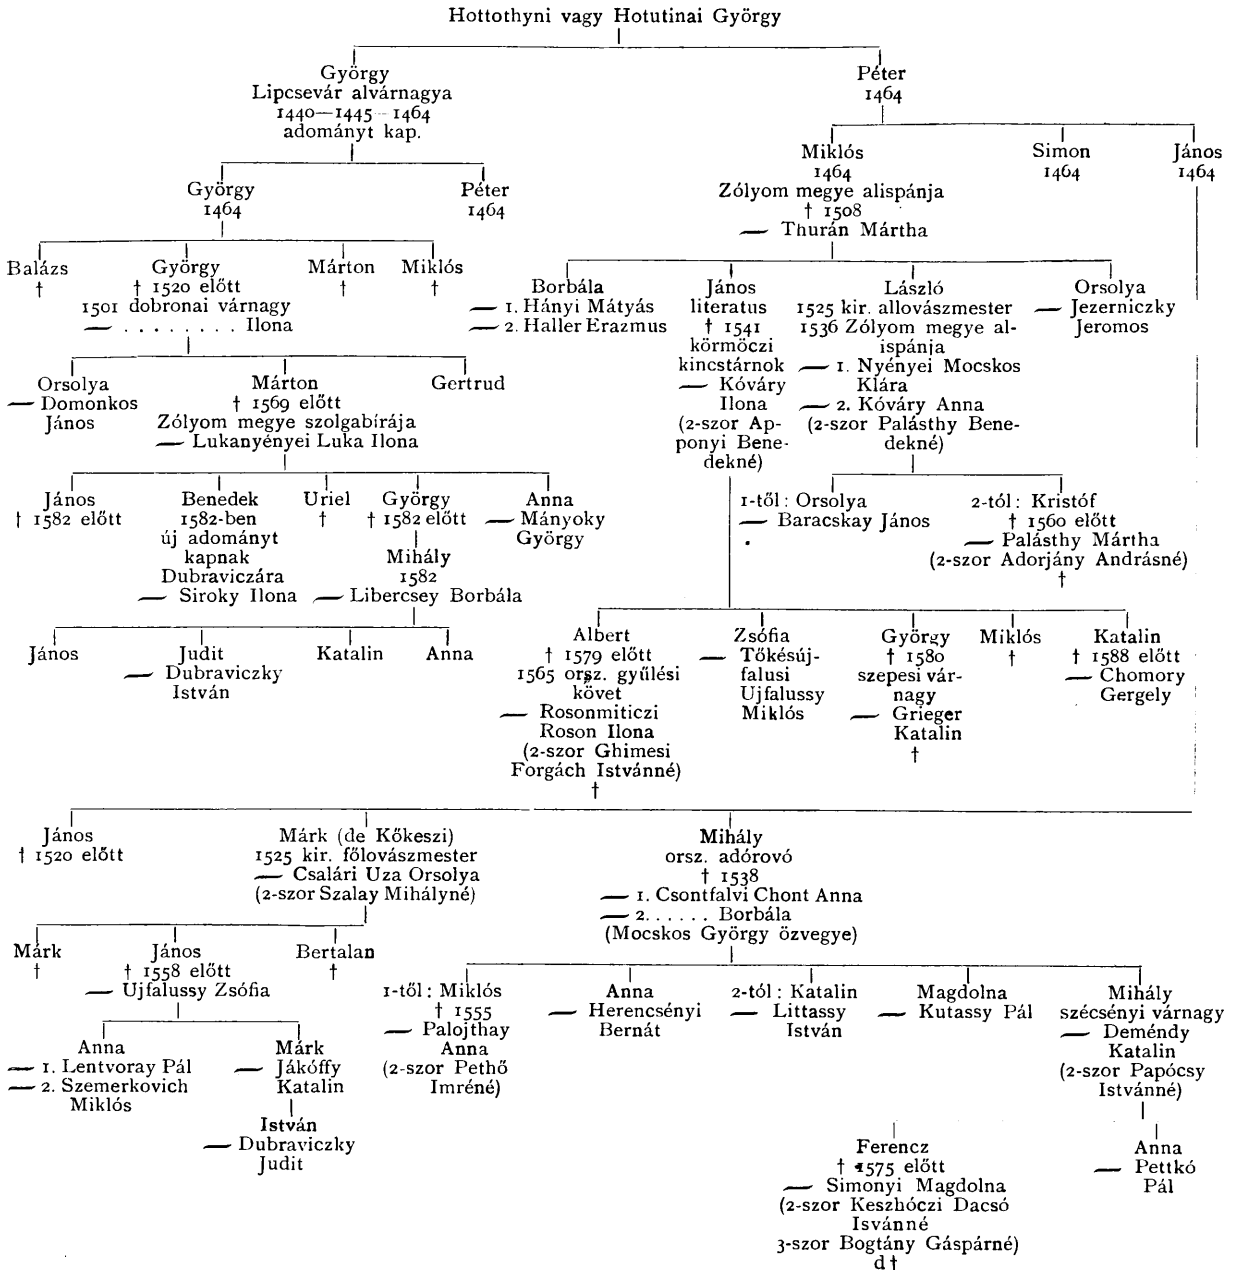 Hottothyni vagy Hotutinai György
György
Lipcsevár alvárnagya
1440—1445—1464
adományt kap.
Péter
1464
Miklós
1464
Zólyom megye alispánja
† 1508
— Thurán Mártha
Simon
1464
János
1464
György
1464
Péter
1464
Balázs
†
György
† 1520 előtt
1501 dobronai várnagy
— . . . . . . . . . Ilona
Márton
†
Miklós
†
Borbála
— 1. Hányi Mátyás
— 2. Haller Erazmus
János
literatus
† 1541
körmöczi
kincstárnok
— Kóváry
Ilona
(2-szor Ap-
ponyi Bene-
dekné)
László
1525 kir. allovászmester
1536 Zólyom megye al-
ispánja
— 1. Nyényei Mocskos
Klára
— 2. Kóváry Anna
(2-szor Palásthy Bene-
dekné)
Orsolya
— Jezerniczky
Jeromos
Orsolya
— Domonkos
János
Márton
† 1569 előtt
Zólyom megye szolgabírája
— Lukanyényei Luka Ilona
Gertrud
János
† 1582 előtt
Benedek
1582-ben
új adományt
kapnak
Dubraviczára
— Siroky Ilona
Uriel
†
György
† 1582 előtt
Mihály
1582
— Libercsey Borbála
Anna
— Mányoky
György
1-től: Orsolya
— Baracskay János
2-tól: Kristóf
† 1560 előtt
— Palásthy Mártha
(2-szor Adorjány Andrásné)
†
János
Judit
— Dubraviczky
István
Katalin
Anna
Albert
† 1579 előtt
1565 orsz. gyűlési
követ
— Rosonmiticzi
Roson Ilona
(2-szor Ghimesi
Forgách Istvánné)
†
Zsófia
— Tőkésúj-
falusi
Ujfalussy
Miklós
György
† 1580
szepesi vár-
nagy
— Grieger
Katalin
†
Miklós
†
Katalin
† 1588 előtt
— Chomory
Gergely
János
† 1520 előtt
Márk (de Kőkeszi)
1525 kir. főlovászmester
— Csalári Uza Orsolya
(2-szor Szalay Mihályné)
Mihály
orsz. adórovó
† 1538
— 1. Csontfalvi Chont Anna
— 2. . . . . . Borbála
(Mocskos György özvegye)
Márk
†
János
† 1558 előtt
— Ujfalussy Zsófia
Bertalan
†
1-től: Miklós
† 1555
— Palojthay
Anna
(2-szor Pethő
Imréné)
Anna
— Herencsényi
Bernát
2-tól: Katalin
— Littassy
István
Magdolna
— Kutassy Pál
Mihály
szécsényi várnagy
— Deméndy
Katalin
(2-szor Papócsy
Istvánné)
Anna
— 1. Lentvoray Pál
— 2. Szemerkovich
Miklós
Márk
— Jákóffy
Katalin
István
— Dubraviczky
Judit
Ferencz
† 1575 előtt
— Simonyi Magdolna
(2-szor Keszhóczi Dacsó
Isvánné
3-szor Bogtány Gáspárné)
d †
Anna
— Pettkó
Pál